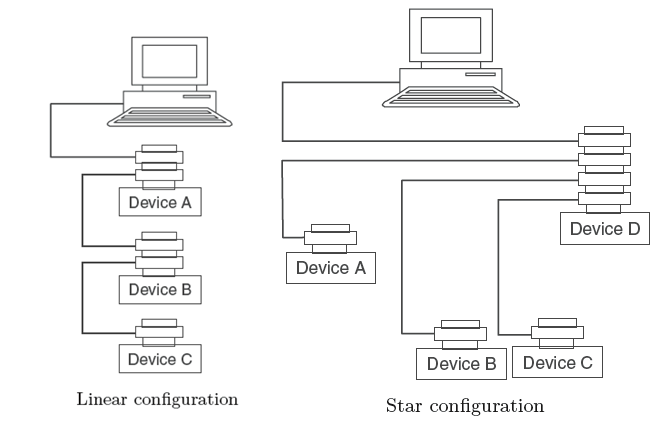 Device A
Device B
Device C
Linear configuration
Device D
Device A
Device B
Device C
Star configuration